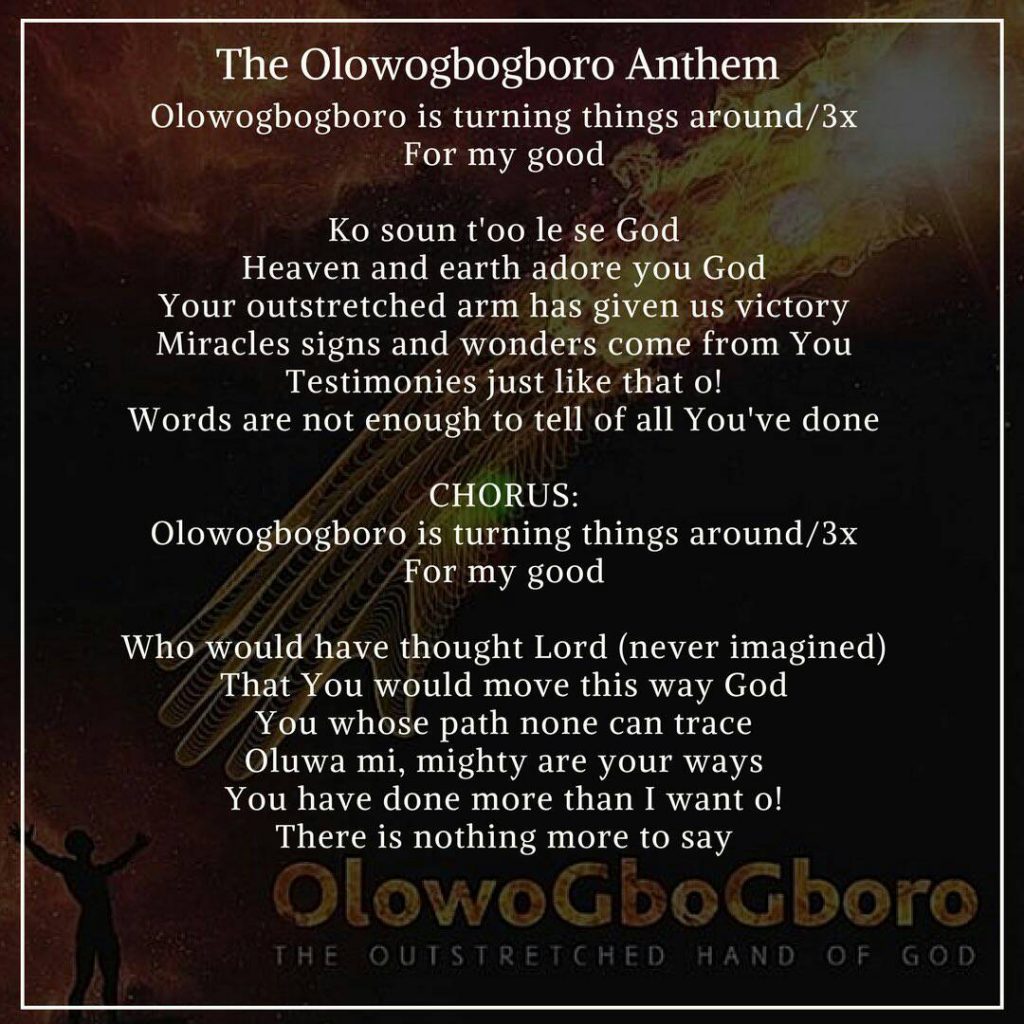 The Olowogbogboro Anthem
Olowogbogboro is turning things around/3x
For my good
Ko soun t'oo le se God
Heaven and earth adore you God
Your outstretched arm has given us victory
Miracles signs and wonders come from You
Testimonies just like that o!
Words are not enough to tell of all You've done
CHORUS:
Olowogbogboro is turning things around/3x
For my good
Who would have thought Lord (never imagined)
That You would move this way God
You whose path none can trace
Oluwa mi, mighty are your ways
You have done more than I want o!
There is nothing more to say
OlowoGboGboro
THE OUTSTRETCHED HAND OF GOD